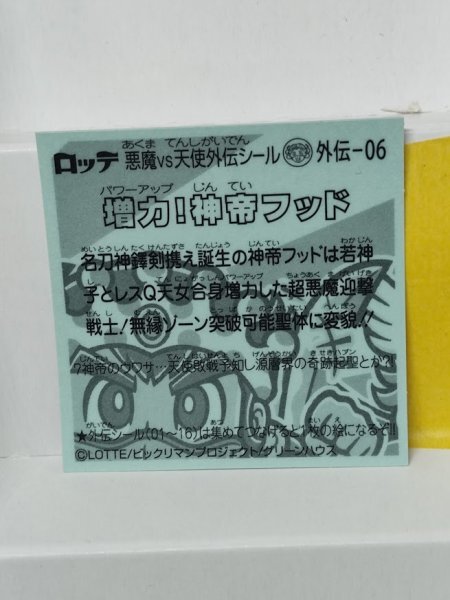 ロッテ 悪魔VS天使外伝シール 外伝-06
増力!神帝フッド
名刀神鍔剣携え誕生の神帝フッドは若神
子とレスQ天女合身増力した超悪魔迎撃
戦士!無縁ゾーン突破可能聖体に変貌!!
7神帝のウワサ…天使敗戦予知し源層界の奇跡起聖とか?!
★外伝シール(01〜16)は集めてつなげると1枚の絵になるぞ!!
©LOTTE/ビックリマンプロジェクト/グリーンハウス